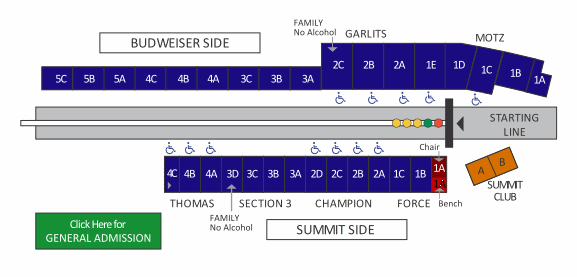 FAMILY
No Alcohol
GARLITS
MOTZ
BUDWEISER SIDE
5C 5B 5A 4C 4B 4A 3C 3B 3A 2C 2B 2A 1E 1D 1C 1B 1A
STARTING
LINE
Chair
4C 4B 4A 3D 3C 3B 3A 2D 2C 2B 2A 1C 1B 1A
A B
SUMMIT
CLUB
THOMAS SECTION 3 CHAMPION FORCE Bench
FAMILY
No Alcohol
SUMMIT SIDE
Click Here for
GENERAL ADMISSION